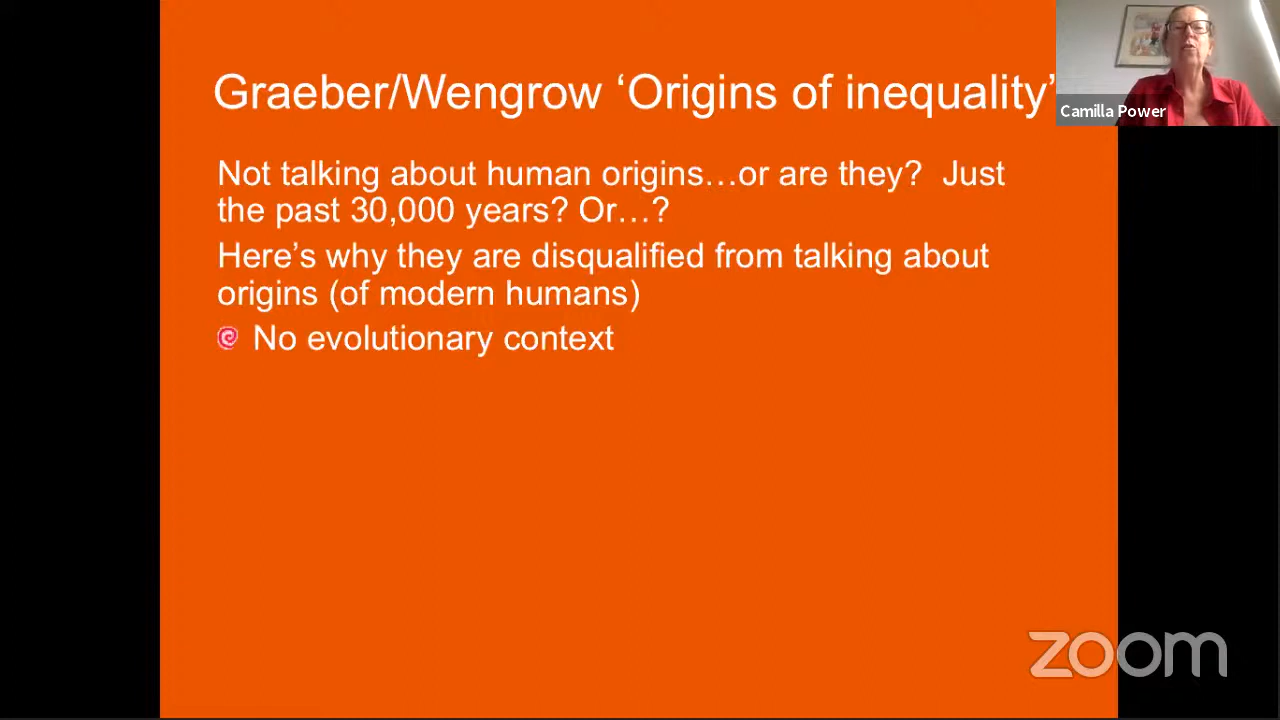 Graeber/Wengrow ‘Origins of inequality’
Camilla Power
Not talking about human origins…or are they?  Just
the past 30,000 years? Or…?
Here’s why they are disqualified from talking about
origins (of modern humans)
No evolutionary context
zoom